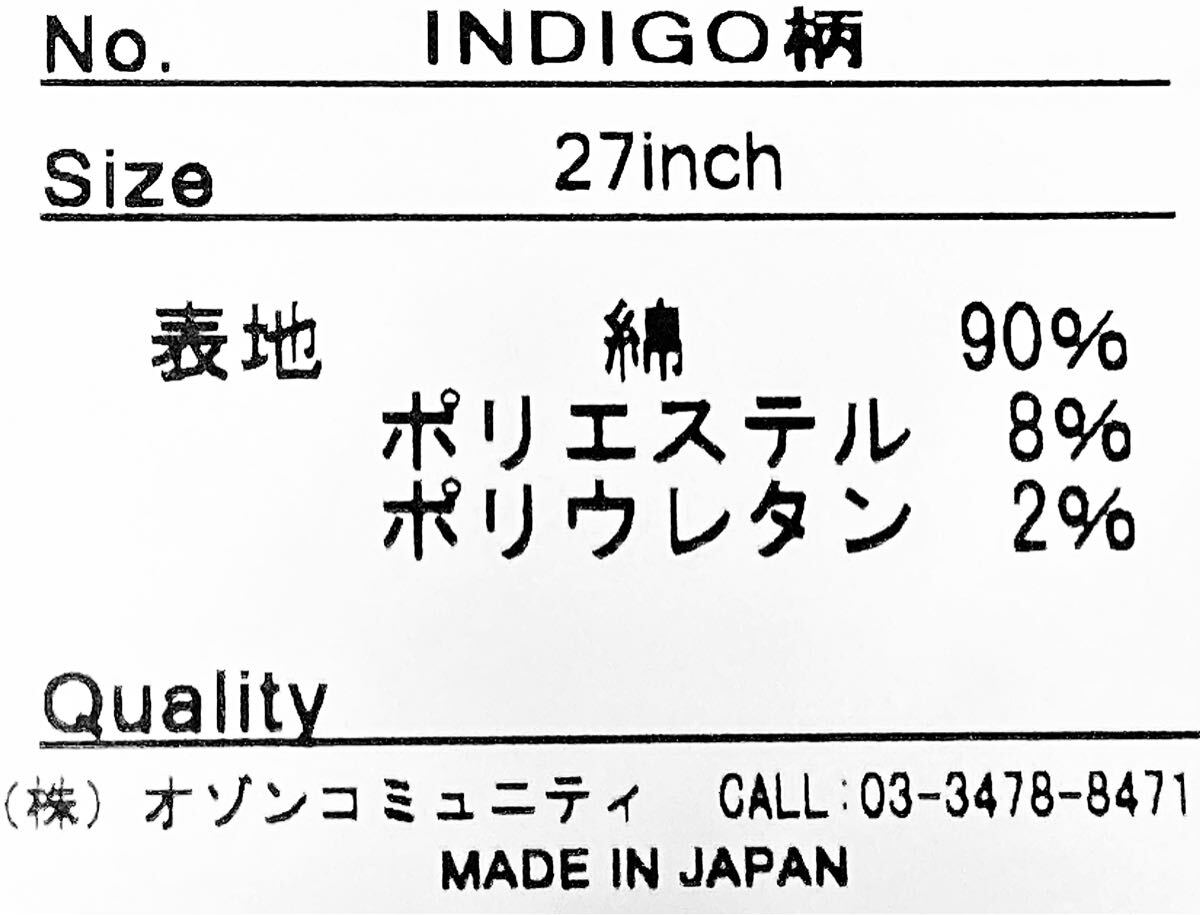 No. INDIGO柄
Size 27inch
表地 綿 90%
ポリエステル 8%
ポリウレタン 2%
Quality
(株) オゾンコミュニティ CALL:03-3478-8471
MADE IN JAPAN